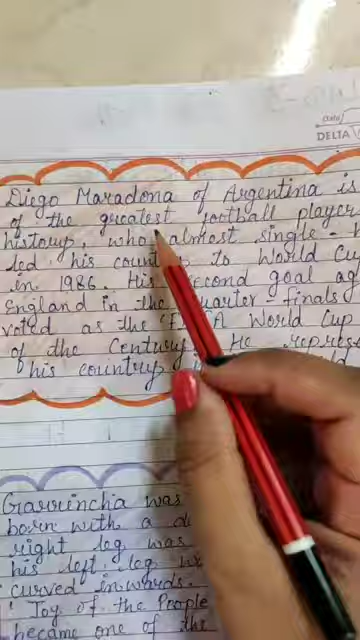 DELTA
Diego Maradona of Argentina is
of the greatest football player
history, who almost single-
led his to World Cup
in 1986. His second goal
England in the quarter-finals
voted as the World Cup
of the Century. He
his country
Garrincha was
born with a
right leg was
his left leg
curved inwards.
Joy of the People
became one of the